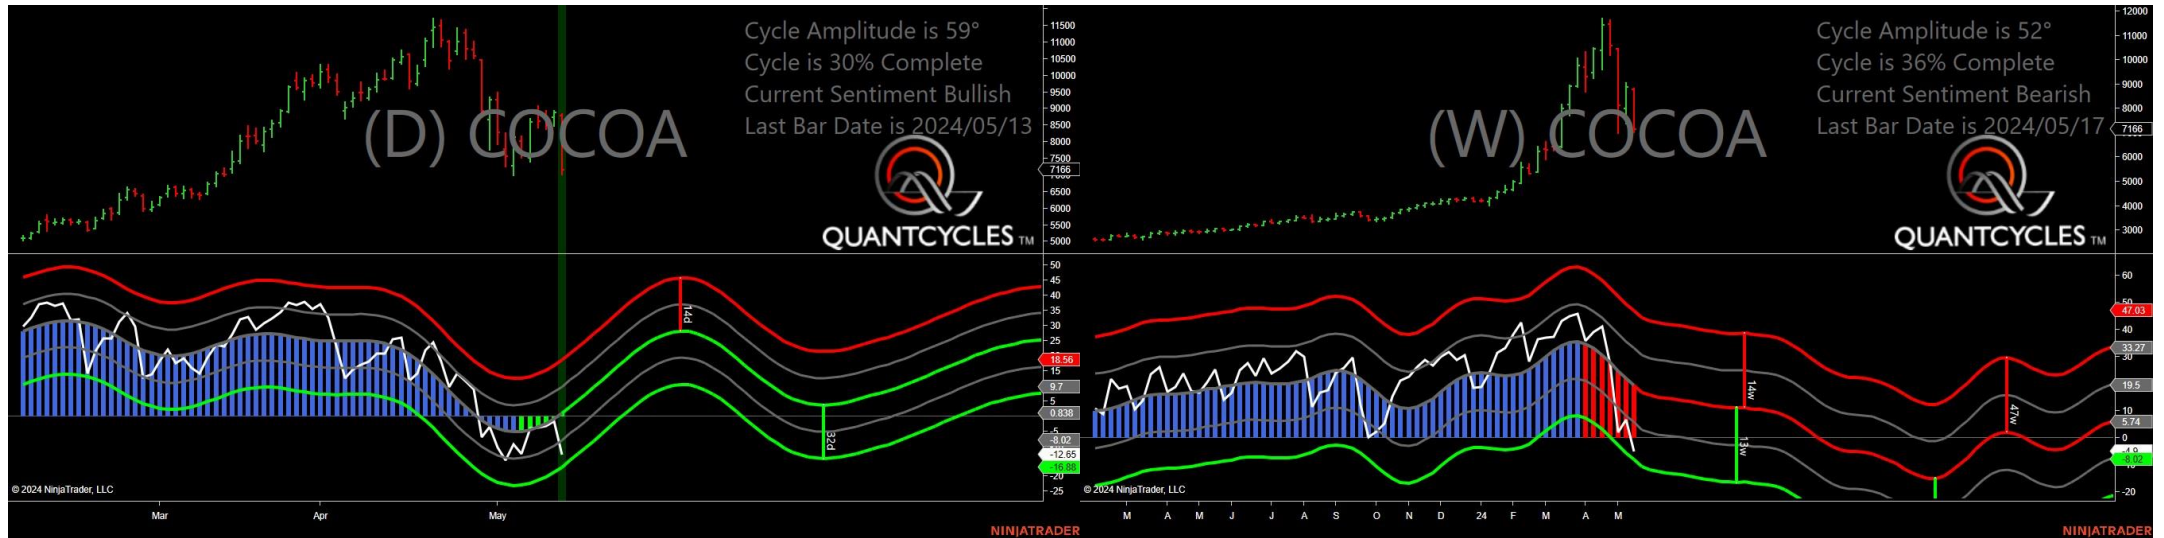 Cycle Amplitude is 59°
Cycle is 30% Complete
Current Sentiment Bullish
Last Bar Date is 2024/05/13
(D) COCOA
QUANTCYCLES TM
11500
11000
10500
10000
9500
9000
8500
8000
7500
7166
6500
6000
5500
5000
50
45
40
35
30
25
18.56
15
9.7
5
0.838
-5
-8.02
-12.65
-16.88
-20
-25
14d
32d
© 2024 NinjaTrader, LLC
Mar Apr May
NINJATRADER
Cycle Amplitude is 52°
Cycle is 36% Complete
Current Sentiment Bearish
Last Bar Date is 2024/05/17
(W) COCOA
QUANTCYCLES TM
12000
11000
10000
9000
8000
7166
6000
5000
4000
3000
60
50
47.03
40
33.27
30
19.5
10
5.74
0
-4.9
-8.02
-20
14w
13w
47w
© 2024 NinjaTrader, LLC
M A M J J A S O N D 24 F M A M
NINJATRADER